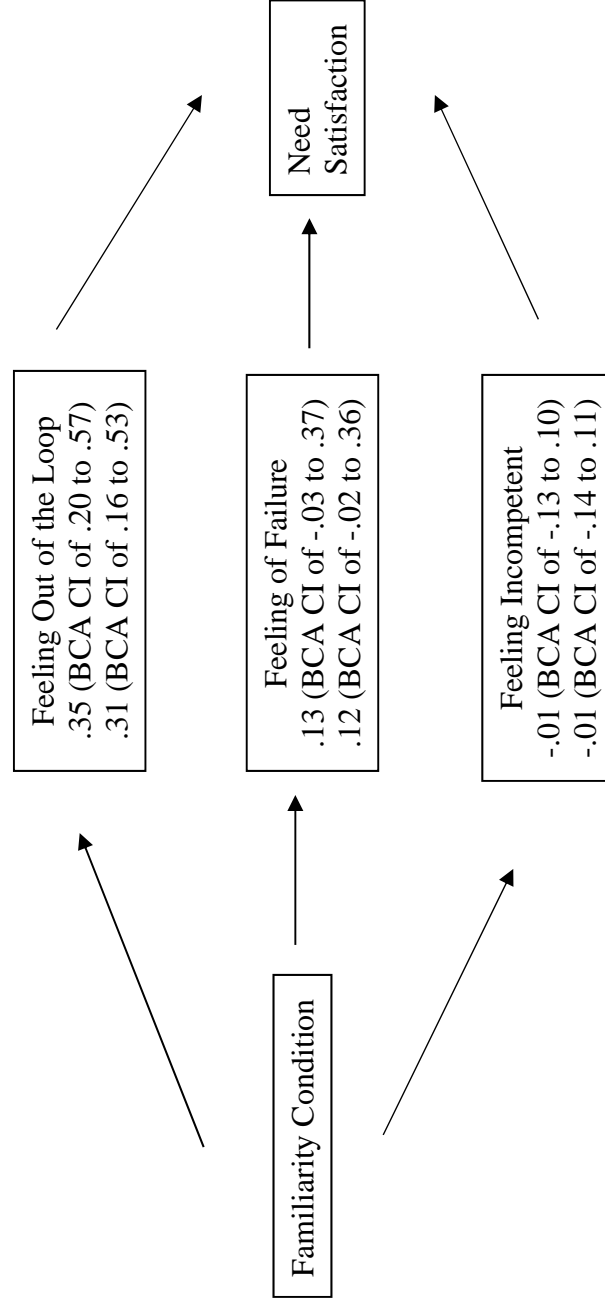 Familiarity Condition
Feeling Out of the Loop
.35 (BCA CI of .20 to .57)
.31 (BCA CI of .16 to .53)
Feeling of Failure
.13 (BCA CI of -.03 to .37)
.12 (BCA CI of -.02 to .36)
Feeling Incompetent
-.01 (BCA CI of -.13 to .10)
-.01 (BCA CI of -.14 to .11)
Need
Satisfaction